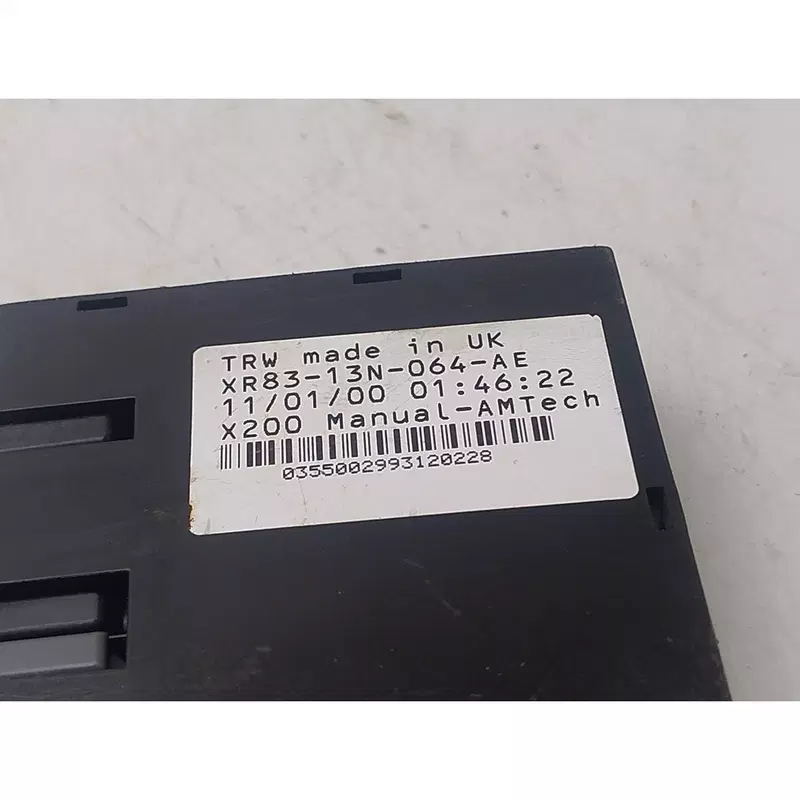 TRW made in UK
XR83-13N-064-AE
11/01/00 01:46:22
X200 Manual-AMTech
0355002993120228